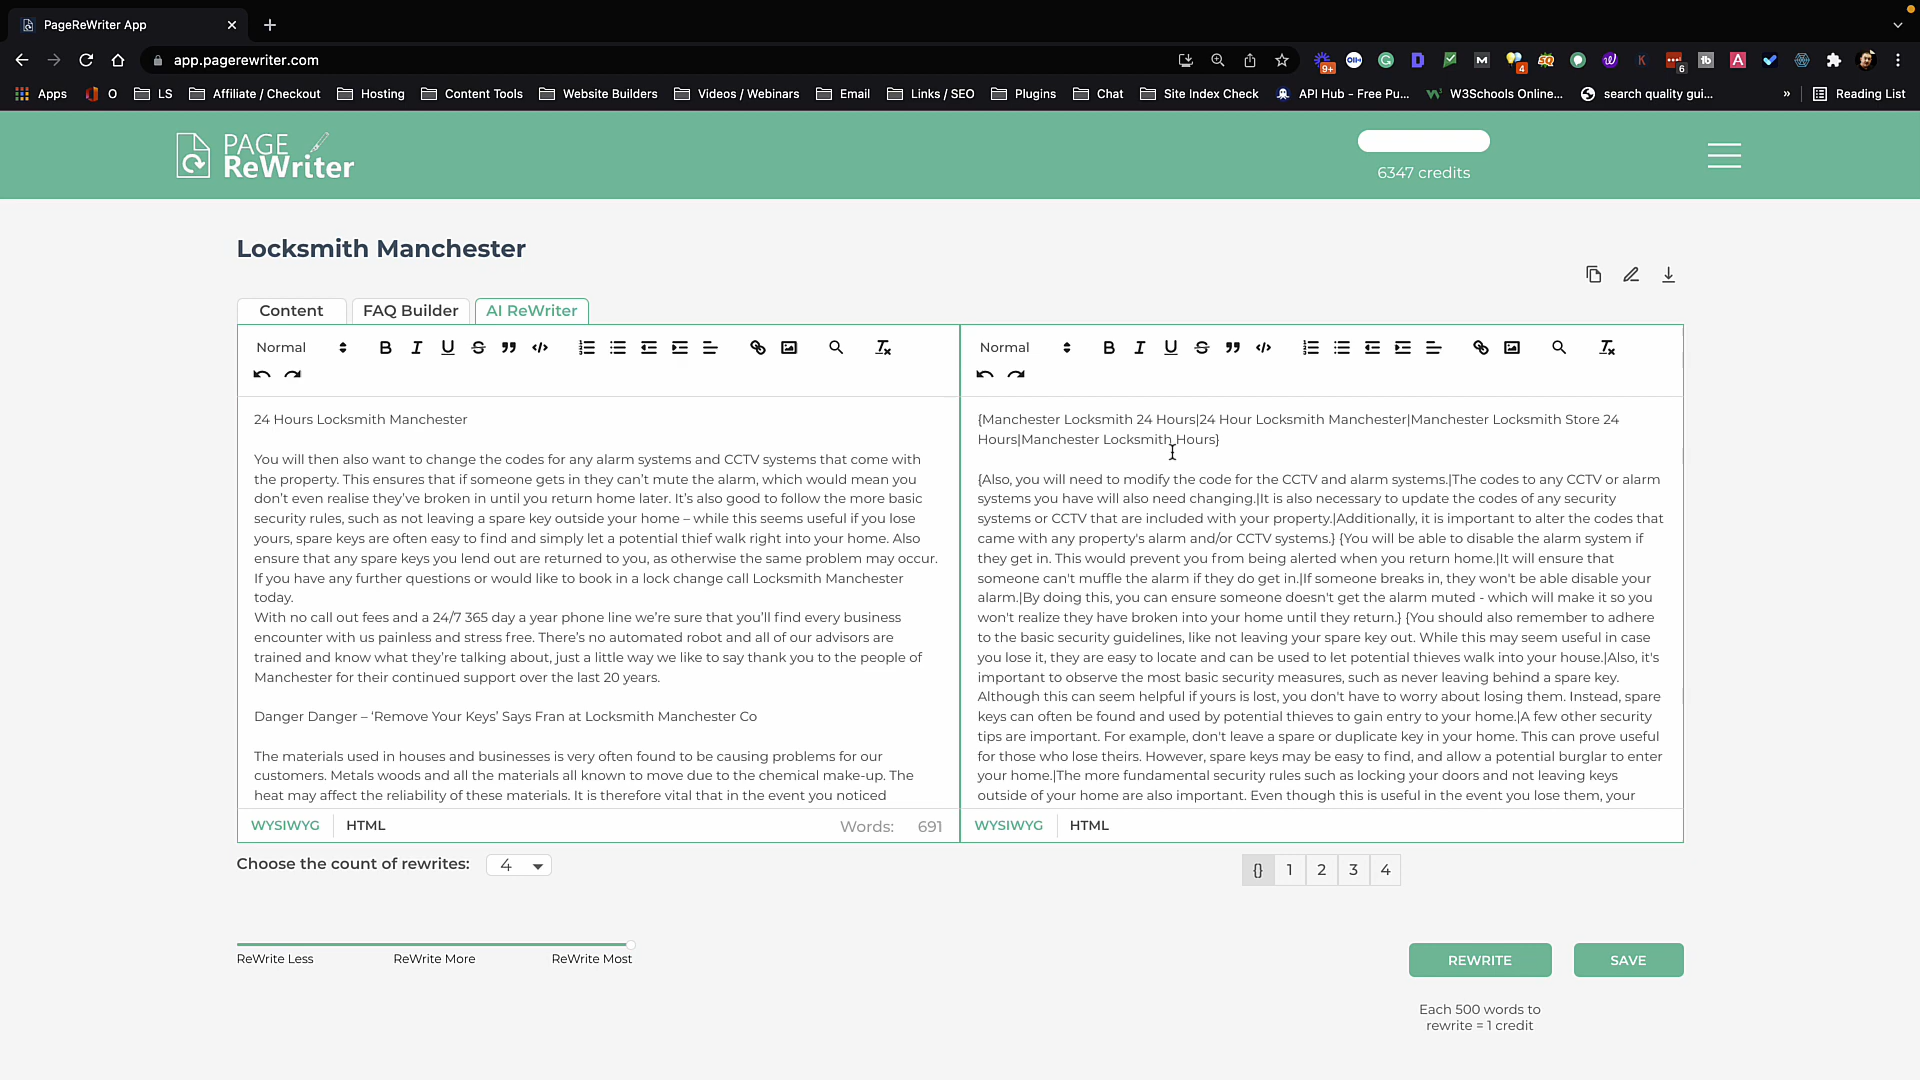 PageReWriter App
app.pagerewriter.com
9+
4
SQ
6
Apps
O
LS
Affiliate / Checkout
Hosting
Content Tools
Website Builders
Videos / Webinars
Email
Links / SEO
Plugins
Chat
Site Index Check
API Hub - Free Pu...
W3Schools Online...
search quality gui...
»
Reading List
PAGE
ReWriter
6347 credits
Locksmith Manchester
Content
FAQ Builder
AI ReWriter
Normal
Normal
24 Hours Locksmith Manchester
You will then also want to change the codes for any alarm systems and CCTV systems that come with
the property. This ensures that if someone gets in they can’t mute the alarm, which would mean you
don’t even realise they’ve broken in until you return home later. It’s also good to follow the more basic
security rules, such as not leaving a spare key outside your home – while this seems useful if you lose
yours, spare keys are often easy to find and simply let a potential thief walk right into your home. Also
ensure that any spare keys you lend out are returned to you, as otherwise the same problem may occur.
If you have any further questions or would like to book in a lock change call Locksmith Manchester
today.
With no call out fees and a 24/7 365 day a year phone line we’re sure that you’ll find every business
encounter with us painless and stress free. There’s no automated robot and all of our advisors are
trained and know what they’re talking about, just a little way we like to say thank you to the people of
Manchester for their continued support over the last 20 years.
Danger Danger – ‘Remove Your Keys’ Says Fran at Locksmith Manchester Co
The materials used in houses and businesses is very often found to be causing problems for our
customers. Metals woods and all the materials all known to move due to the chemical make-up. The
heat may affect the reliability of these materials. It is therefore vital that in the event you noticed
{Manchester Locksmith 24 Hours|24 Hour Locksmith Manchester|Manchester Locksmith Store 24
Hours|Manchester Locksmith Hours}
{Also, you will need to modify the code for the CCTV and alarm systems.|The codes to any CCTV or alarm
systems you have will also need changing.|It is also necessary to update the codes of any security
systems or CCTV that are included with your property.|Additionally, it is important to alter the codes that
came with any property's alarm and/or CCTV systems.} {You will be able to disable the alarm system if
they get in. This would prevent you from being alerted when you return home.|It will ensure that
someone can't muffle the alarm if they do get in.|If someone breaks in, they won't be able disable your
alarm.|By doing this, you can ensure someone doesn't get the alarm muted - which will make it so you
won't realize they have broken into your home until they return.} {You should also remember to adhere
to the basic security guidelines, like not leaving your spare key out. While this may seem useful in case
you lose it, they are easy to locate and can be used to let potential thieves walk into your house.|Also, it's
important to observe the most basic security measures, such as never leaving behind a spare key.
Although this can seem helpful if yours is lost, you don't have to worry about losing them. Instead, spare
keys can often be found and used by potential thieves to gain entry to your home.|A few other security
tips are important. For example, don't leave a spare or duplicate key in your home. This can prove useful
for those who lose theirs. However, spare keys may be easy to find, and allow a potential burglar to enter
your home.|The more fundamental security rules such as locking your doors and not leaving keys
outside of your home are also important. Even though this is useful in the event you lose them, your
WYSIWYG
HTML
Words: 691
WYSIWYG
HTML
Choose the count of rewrites:
4
{}
1
2
3
4
ReWrite Less
ReWrite More
ReWrite Most
REWRITE
SAVE
Each 500 words to
rewrite = 1 credit